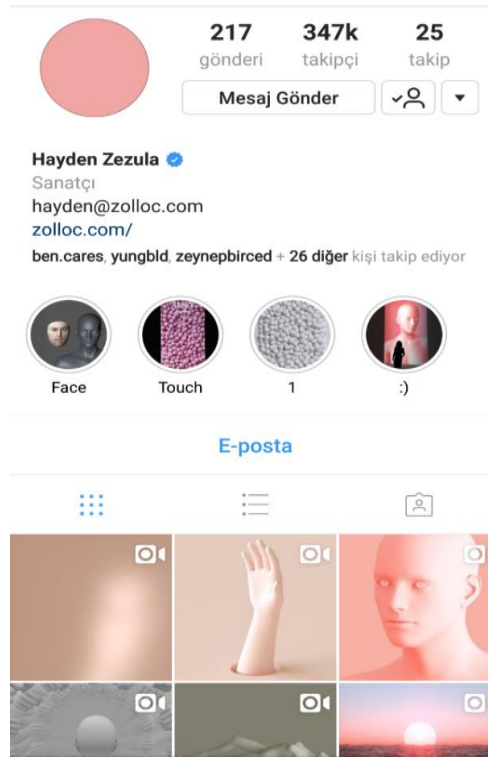 217 347k 25
gönderi takipçi takip
Mesaj Gönder
Hayden Zezula
Sanatçı
hayden@zolloc.com
zolloc.com/
ben.cares, yungbld, zeynepbirced + 26 diğer kişi takip ediyor
Face Touch 1 :)
E-posta